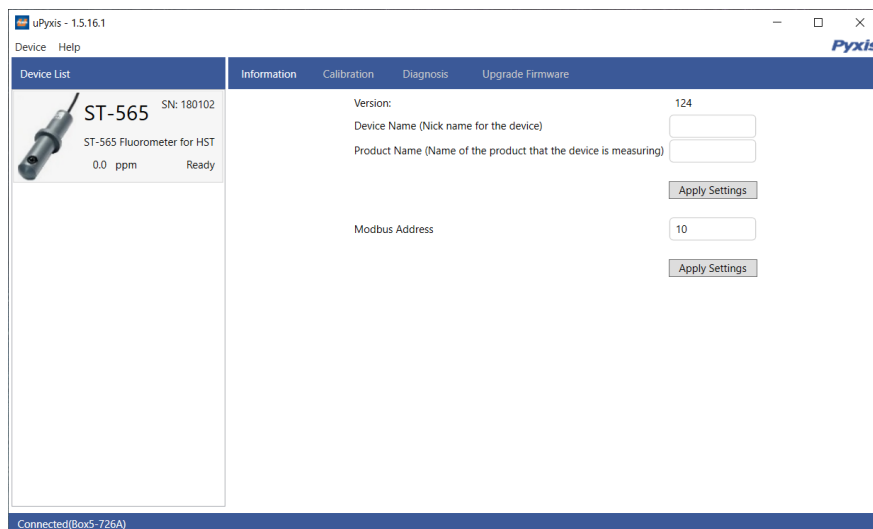 uPyxis - 1.5.16.1
Device Help
Pyxis
Device List
Information Calibration Diagnosis Upgrade Firmware
ST-565 SN: 180102
ST-565 Fluorometer for HST
0.0 ppm Ready
Version: 124
Device Name (Nick name for the device)
Product Name (Name of the product that the device is measuring)
Apply Settings
Modbus Address 10
Apply Settings
Connected(Box5-726A)